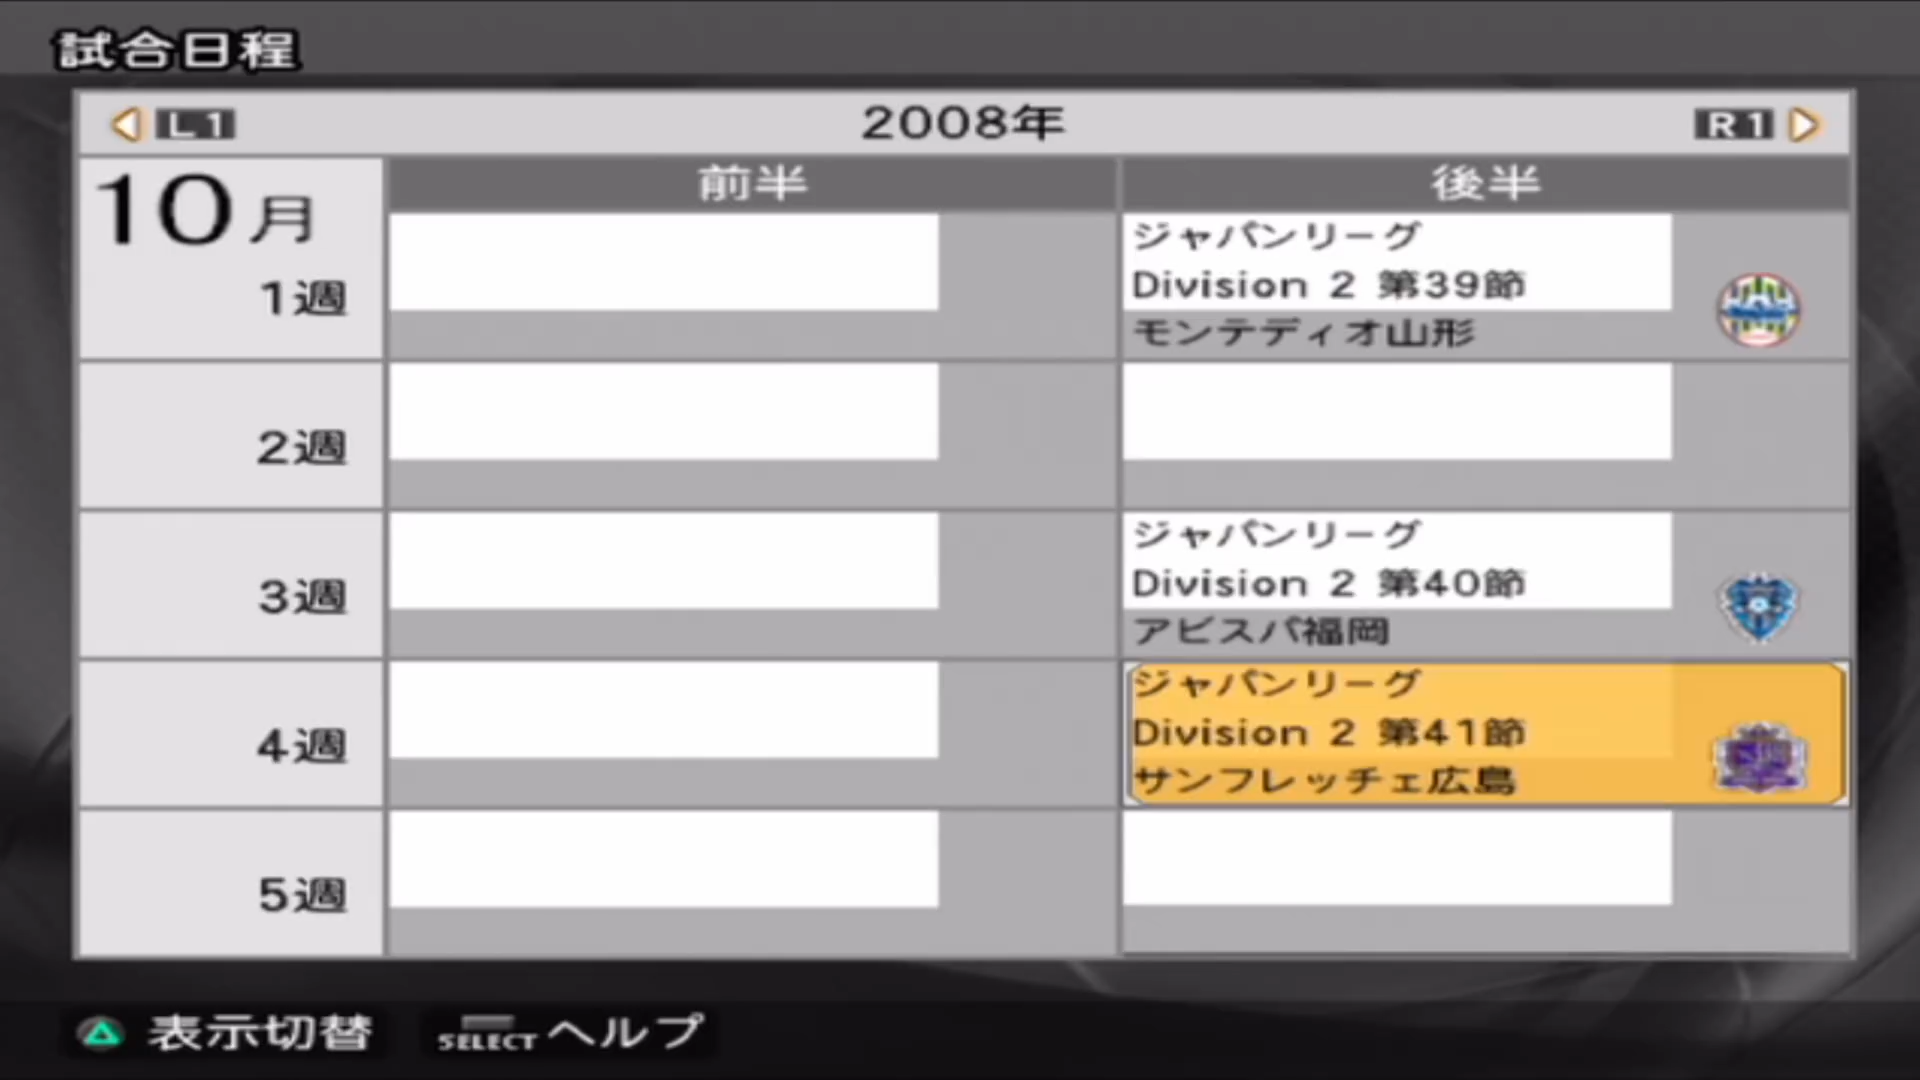 試合日程
L1
2008年
R1
10月
前半
後半
1週
ジャパンリーグ
Division 2 第39節
モンテディオ山形
2週
3週
ジャパンリーグ
Division 2 第40節
アビスパ福岡
4週
ジャパンリーグ
Division 2 第41節
サンフレッチェ広島
5週
表示切替
SELECT ヘルプ